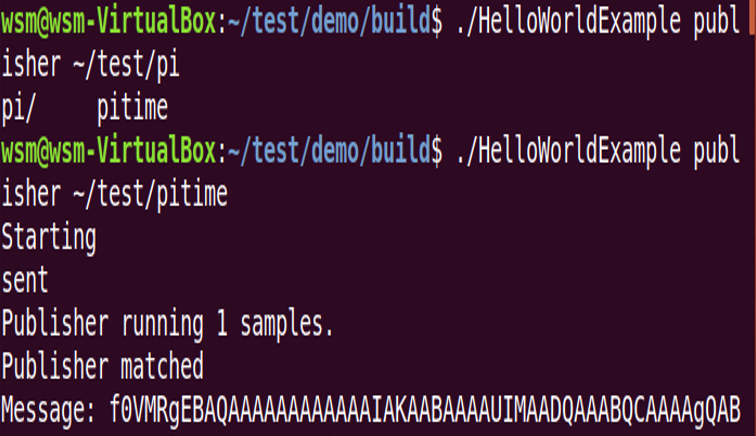 wsm@wsm-VirtualBox:~/test/demo/build$ ./HelloWorldExample publ
isher ~/test/pi
pi/     pitime
wsm@wsm-VirtualBox:~/test/demo/build$ ./HelloWorldExample publ
isher ~/test/pitime
Starting
sent
Publisher running 1 samples.
Publisher matched
Message: f0VMRgEBAQAAAAAAAAAAAAIAKAABAAAAUIMAADQAAABQCAAAAgQAB